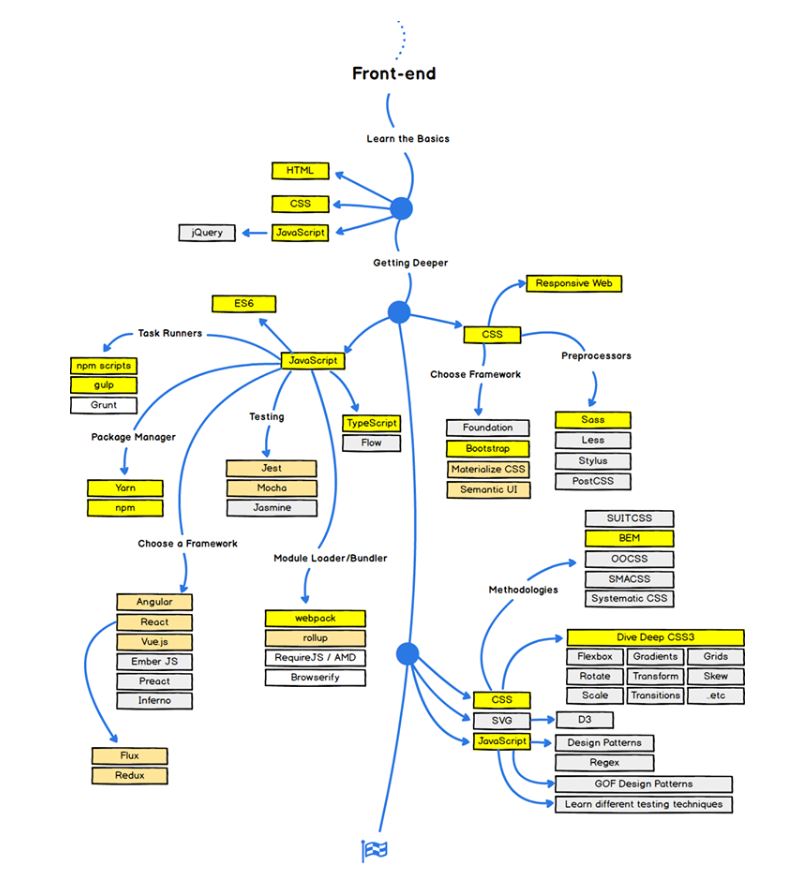 Front-end
Learn the Basics
HTML
CSS
jQuery
JavaScript
Getting Deeper
Responsive Web
ES6
CSS
Task Runners
JavaScript
Preprocessors
npm scripts
gulp
Grunt
Choose Framework
Testing
TypeScript
Flow
Package Manager
Foundation
Bootstrap
Materialize CSS
Semantic UI
Sass
Less
Stylus
PostCSS
Jest
Mocha
Jasmine
Yarn
npm
Choose a Framework
Module Loader/Bundler
SUITCSS
BEM
OOCSS
SMACSS
Systematic CSS
Methodologies
Angular
React
Vue.js
Ember JS
Preact
Inferno
webpack
rollup
RequireJS / AMD
Browserify
Dive Deep CSS3
Flexbox Gradients Grids
Rotate Transform Skew
Scale Transitions ..etc
CSS
SVG
D3
JavaScript
Design Patterns
Regex
Flux
Redux
GOF Design Patterns
Learn different testing techniques